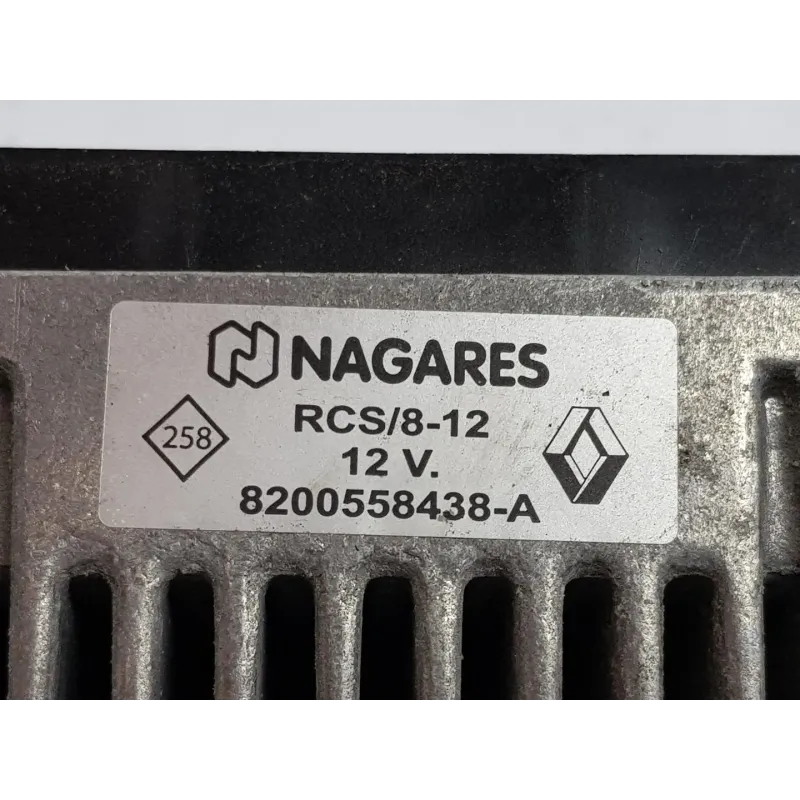 NAGARES
RCS/8-12
258
12 V.
8200558438-A